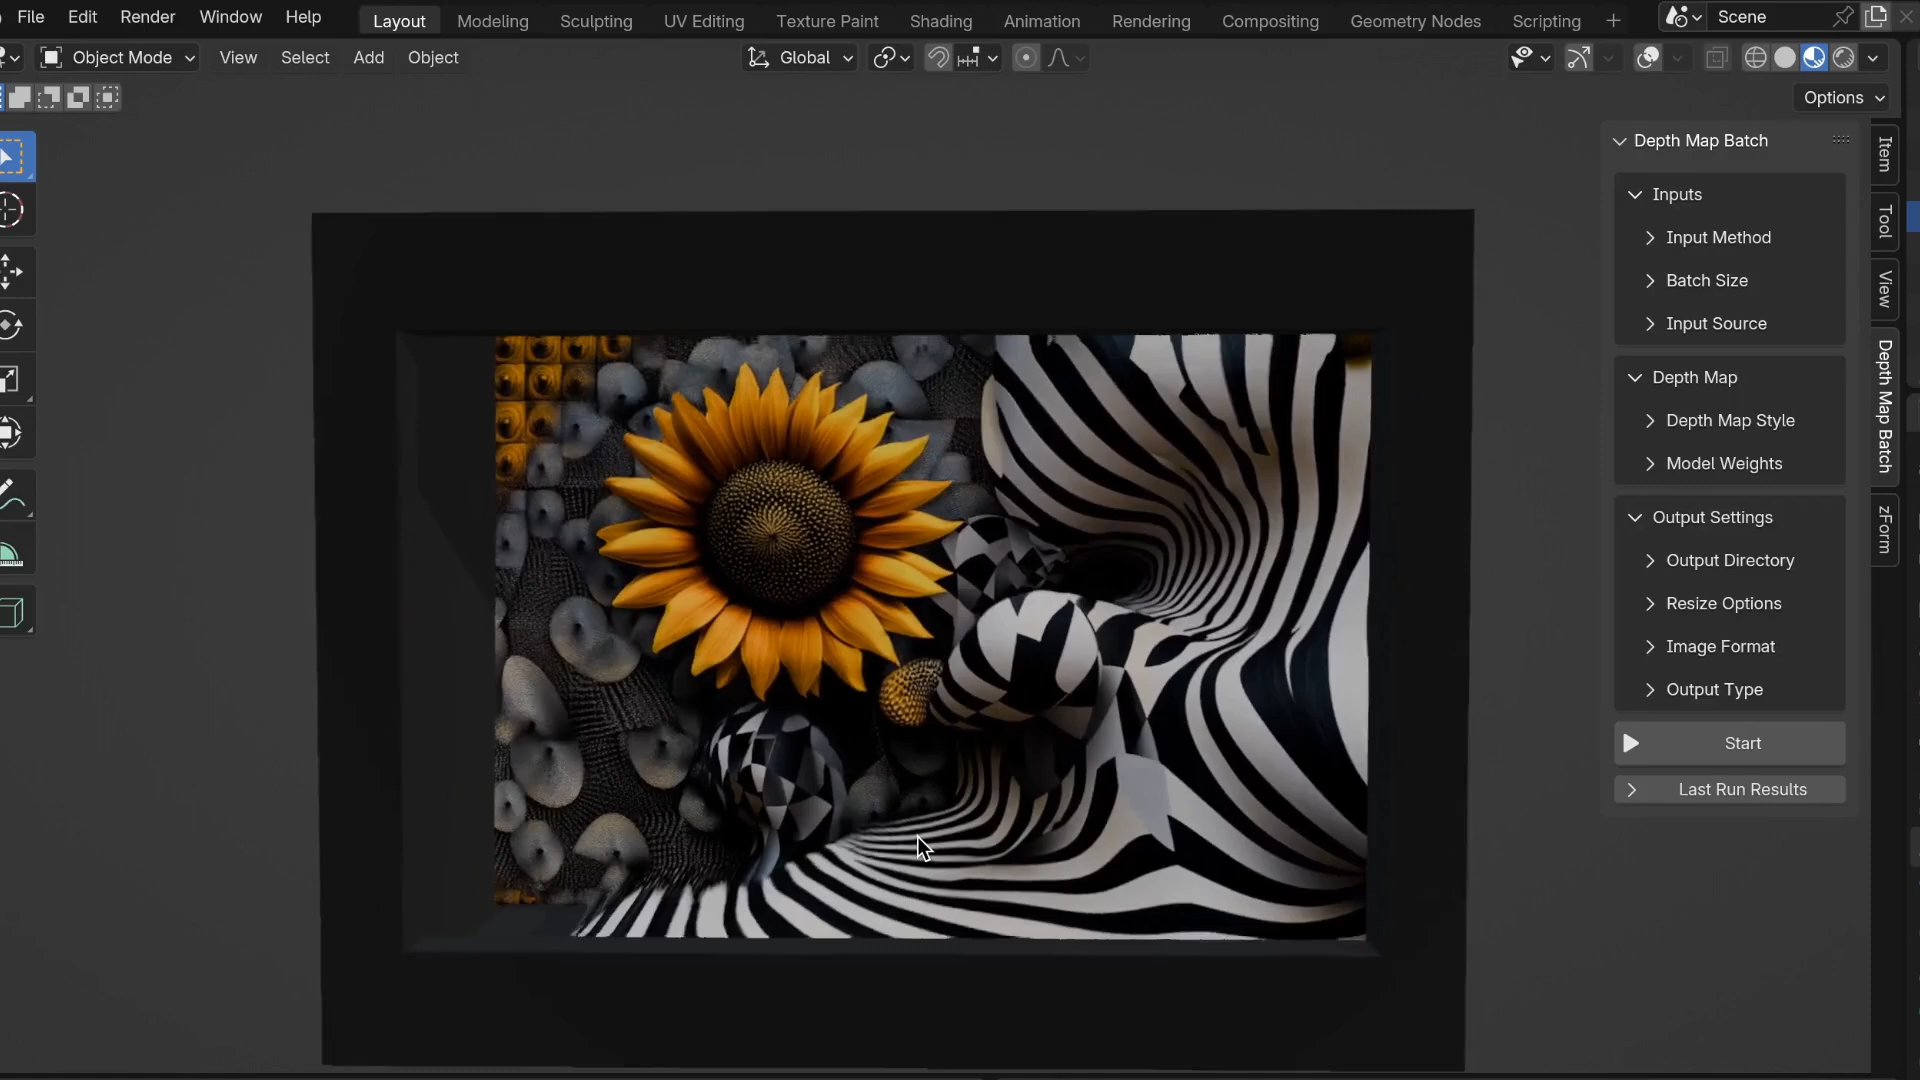 File Edit Render Window Help Layout Modeling Sculpting UV Editing Texture Paint Shading Animation Rendering Compositing Geometry Nodes Scripting + Scene
Object Mode View Select Add Object Global
Options
Depth Map Batch
Inputs
Input Method
Batch Size
Input Source
Depth Map
Depth Map Style
Model Weights
Output Settings
Output Directory
Resize Options
Image Format
Output Type
Start
Last Run Results
Item
Tool
View
Depth Map Batch
zForm